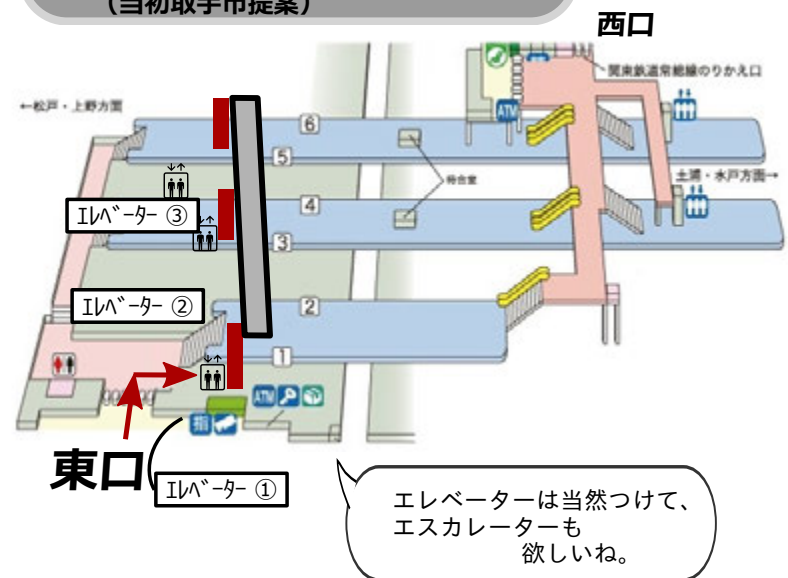 （当初取手市提案）
西口
関東鉄道常総線のりかえ口
←松戸・上野方面
ATM
6
5
待合室
土浦・水戸方面→
4
ｴﾚﾍﾞｰﾀｰ ③
3
ｴﾚﾍﾞｰﾀｰ ②
2
1
ATM
指
東口
ｴﾚﾍﾞｰﾀｰ ①
エレベーターは当然つけて、
エスカレーターも
欲しいね。